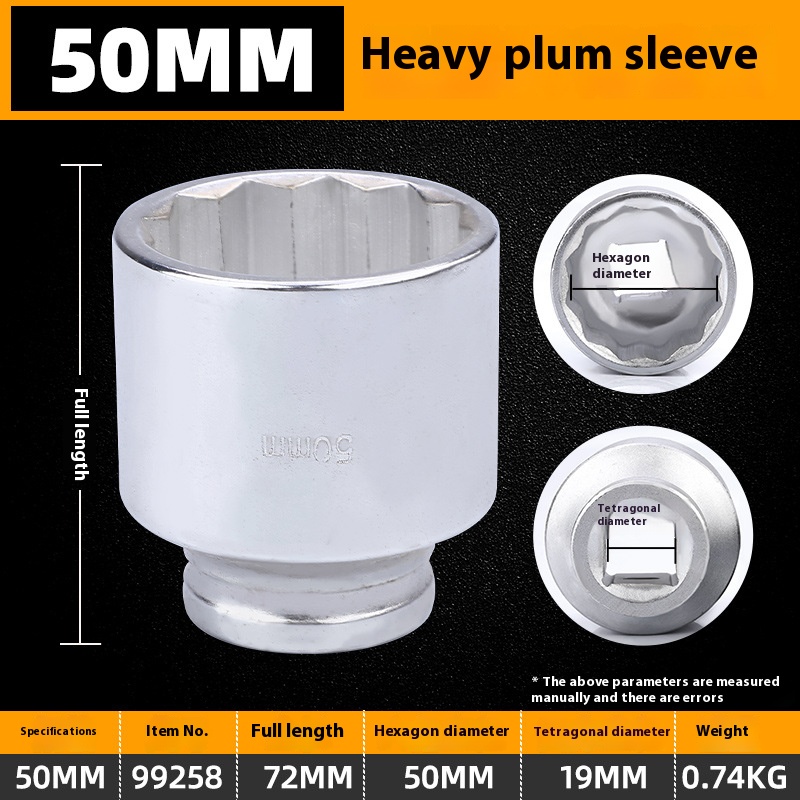 50MM
Heavy plum sleeve
Full length
50mm
Hexagon
diameter
Tetragonal
diameter
* The above parameters are measured
manually and there are errors
Specifications Item No. Full length Hexagon diameter Tetragonal diameter Weight
50MM 99258 72MM 50MM 19MM 0.74KG